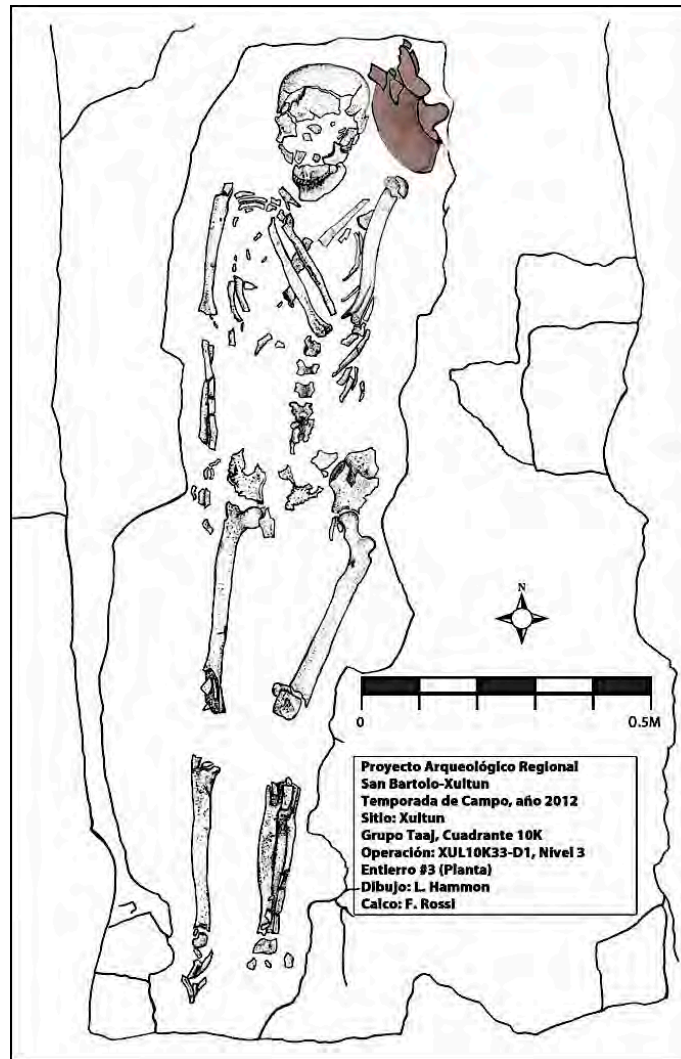 N
0 0.5M
Proyecto Arqueológico Regional
San Bartolo-Xultun
Temporada de Campo, año 2012
Sitio: Xultun
Grupo Taaj, Cuadrante 10K
Operación: XUL10K33-D1, Nivel 3
Entierro #3 (Planta)
Dibujo: L. Hammon
Calco: F. Rossi